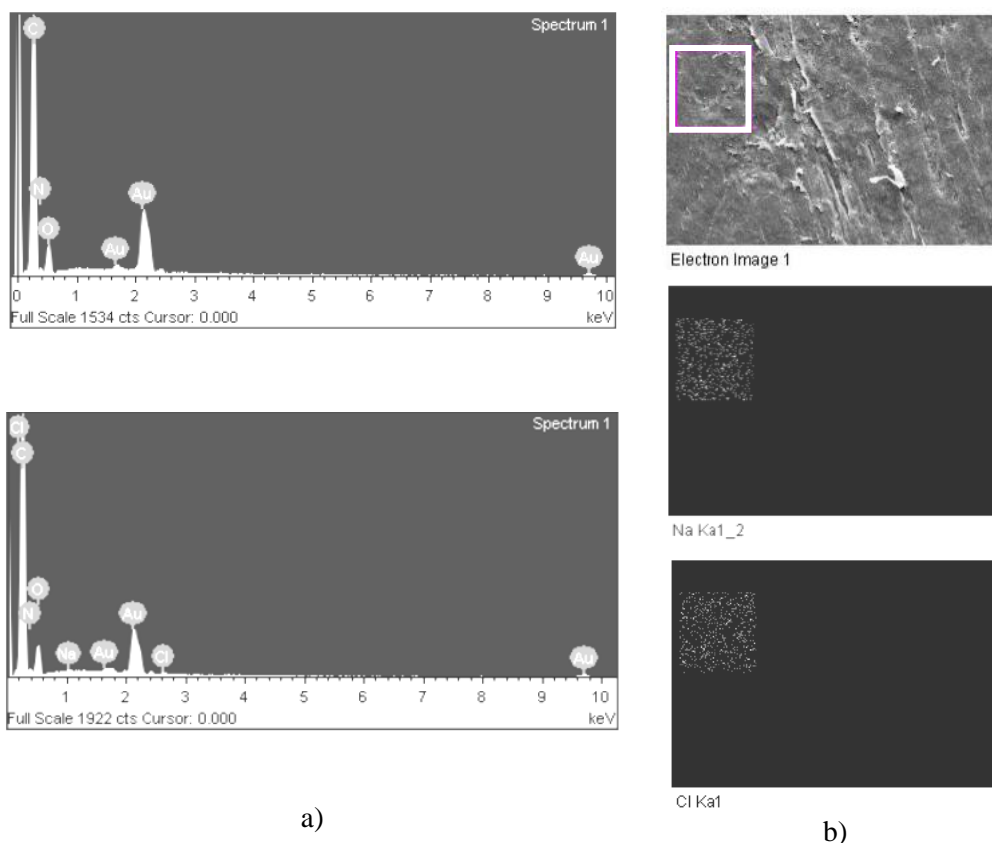 Spectrum 1
C
N
O
Au
Au
Au
0 1 2 3 4 5 6 7 8 9 10
Full Scale 1534 cts Cursor: 0.000 keV
Spectrum 1
Cl
C
O
N
Na
Au
Au
Cl
Au
1 2 3 4 5 6 7 8 9 10
Full Scale 1922 cts Cursor: 0.000 keV
a)
Electron Image 1
Na Ka1_2
Cl Ka1
b)